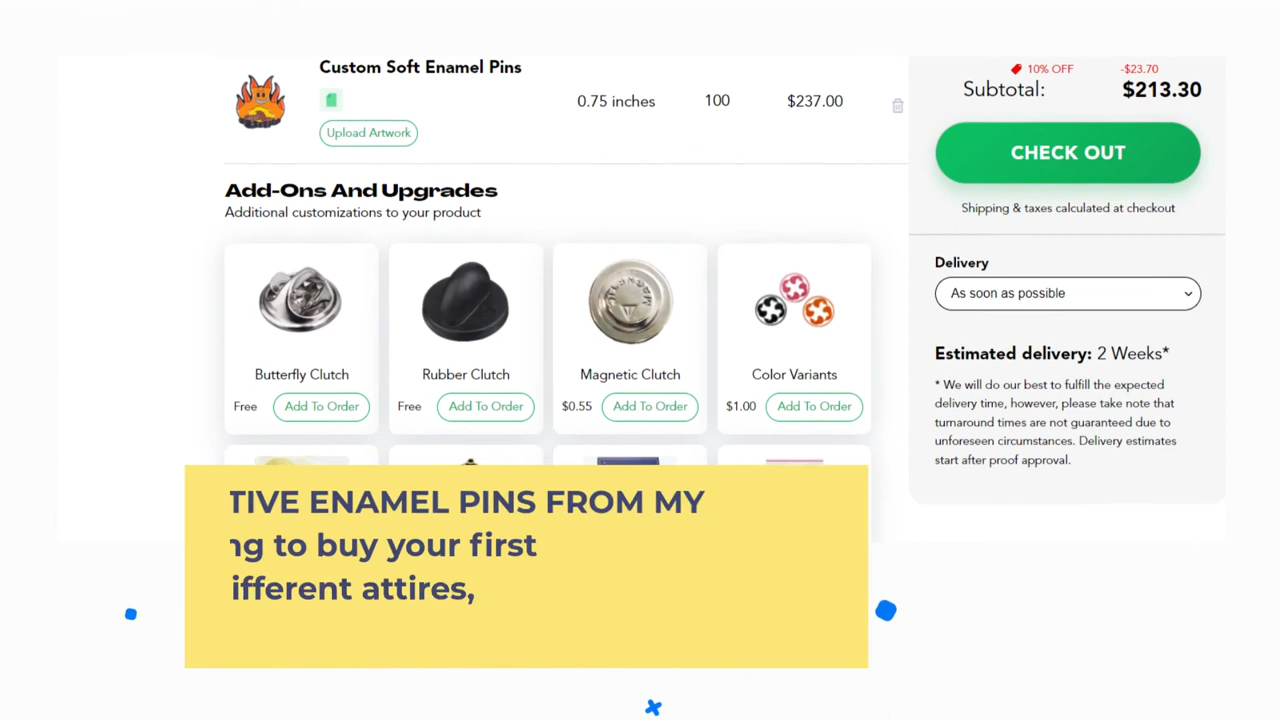 Custom Soft Enamel Pins
Upload Artwork
0.75 inches
100
$237.00
10% OFF
-$23.70
Subtotal:
$213.30
CHECK OUT
Shipping & taxes calculated at checkout
Add-Ons And Upgrades
Additional customizations to your product
Butterfly Clutch
Free
Add To Order
Rubber Clutch
Free
Add To Order
Magnetic Clutch
$0.55
Add To Order
Color Variants
$1.00
Add To Order
Delivery
As soon as possible
Estimated delivery: 2 Weeks*
* We will do our best to fulfill the expected
delivery time, however, please take note that
turnaround times are not guaranteed due to
unforeseen circumstances. Delivery estimates
start after proof approval.
TIVE ENAMEL PINS FROM MY
ng to buy your first
ifferent attires,